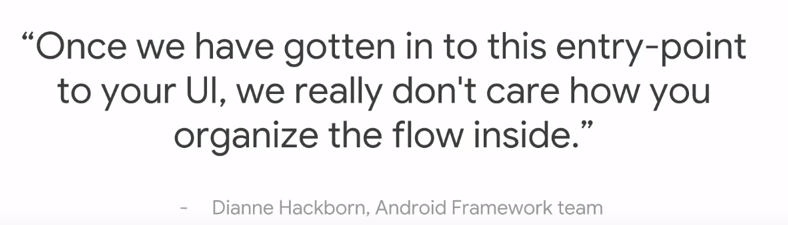 “Once we have gotten in to this entry-point
to your UI, we really don't care how you
organize the flow inside.”
- Dianne Hackborn, Android Framework team